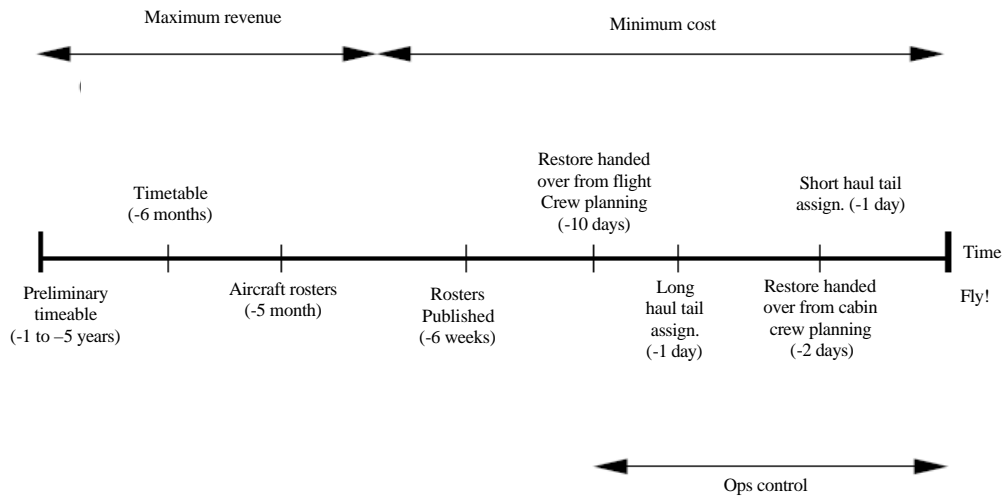 Maximum revenue
Minimum cost
(
Timetable
(-6 months)
Restore handed
over from flight
Crew planning
(-10 days)
Short haul tail
assign. (-1 day)
Time
Preliminary
timeable
(-1 to –5 years)
Aircraft rosters
(-5 month)
Rosters
Published
(-6 weeks)
Long
haul tail
assign.
(-1 day)
Restore handed
over from cabin
crew planning
(-2 days)
Fly!
Ops control